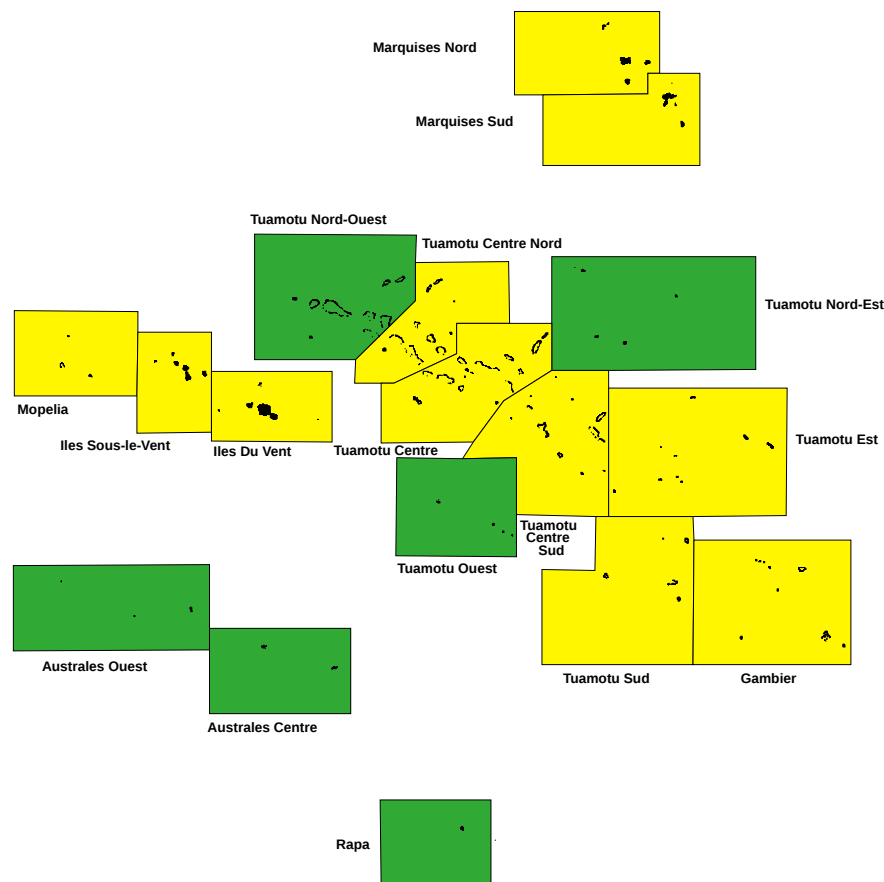 Marquises Nord
Marquises Sud
Tuamotu Nord-Ouest
Tuamotu Centre Nord
Tuamotu Nord-Est
Mopelia
Iles Sous-le-Vent
Iles Du Vent
Tuamotu Centre
Tuamotu Est
Tuamotu
Centre
Sud
Tuamotu Ouest
Australes Ouest
Tuamotu Sud
Gambier
Australes Centre
Rapa